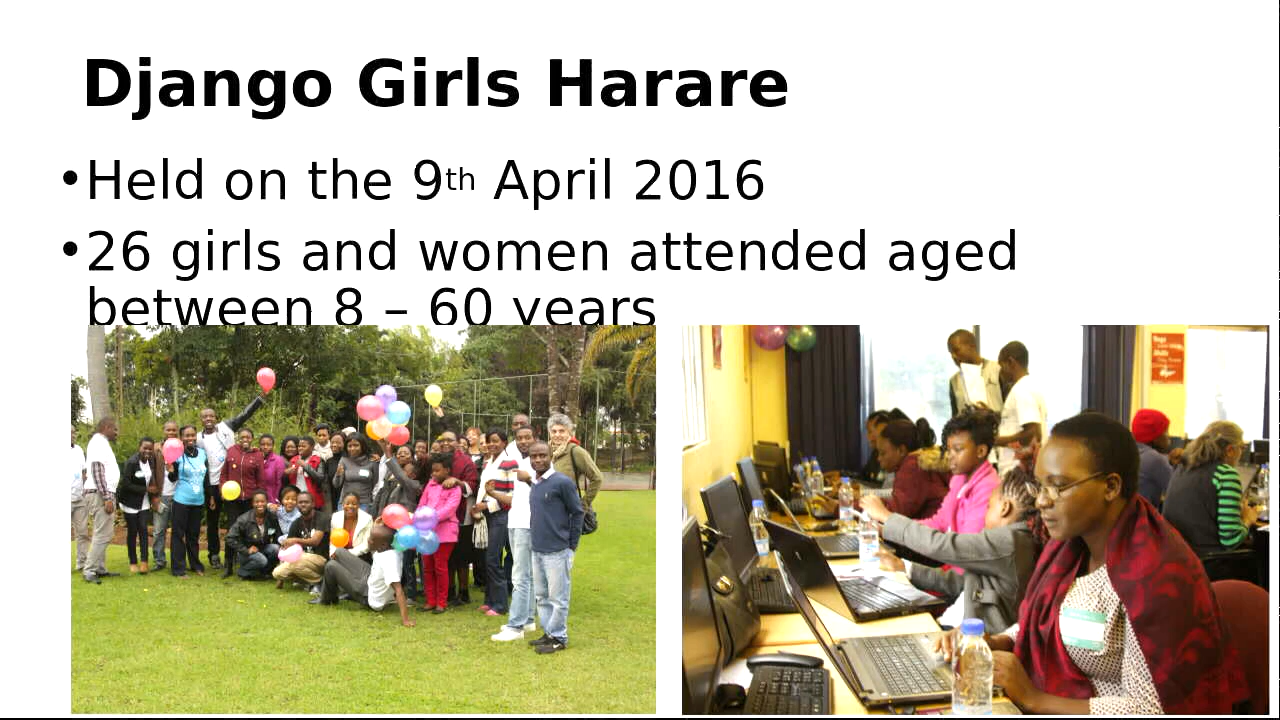 Django Girls Harare
•Held on the 9th April 2016
•26 girls and women attended aged
between 8 – 60 years